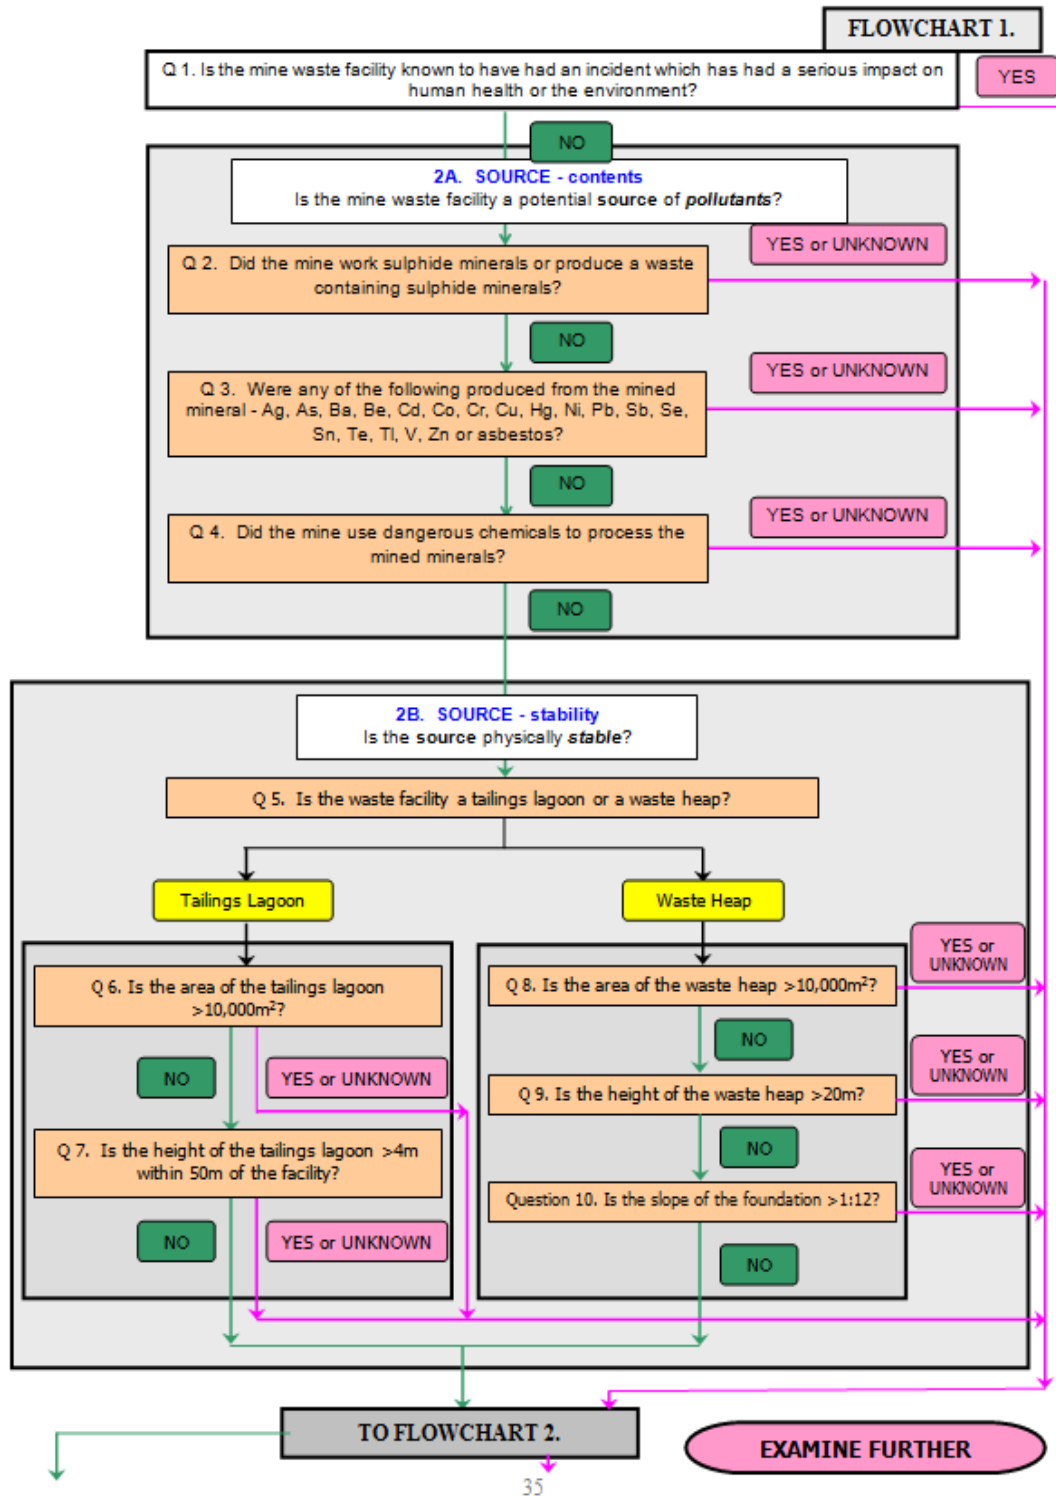 FLOWCHART 1.
Q 1. Is the mine waste facility known to have had an incident which has had a serious impact on
human health or the environment?
YES
NO
2A. SOURCE - contents
Is the mine waste facility a potential source of pollutants?
YES or UNKNOWN
Q 2. Did the mine work sulphide minerals or produce a waste
containing sulphide minerals?
NO
YES or UNKNOWN
Q 3. Were any of the following produced from the mined
mineral - Ag, As, Ba, Be, Cd, Co, Cr, Cu, Hg, Ni, Pb, Sb, Se,
Sn, Te, Tl, V, Zn or asbestos?
NO
YES or UNKNOWN
Q 4. Did the mine use dangerous chemicals to process the
mined minerals?
NO
2B. SOURCE - stability
Is the source physically stable?
Q 5. Is the waste facility a tailings lagoon or a waste heap?
Tailings Lagoon
Waste Heap
Q 6. Is the area of the tailings lagoon
>10,000m²?
NO
YES or UNKNOWN
Q 7. Is the height of the tailings lagoon >4m
within 50m of the facility?
NO
YES or UNKNOWN
YES or
UNKNOWN
Q 8. Is the area of the waste heap >10,000m²?
NO
YES or
UNKNOWN
Q 9. Is the height of the waste heap >20m?
NO
YES or
UNKNOWN
Question 10. Is the slope of the foundation >1:12?
NO
TO FLOWCHART 2.
EXAMINE FURTHER
35